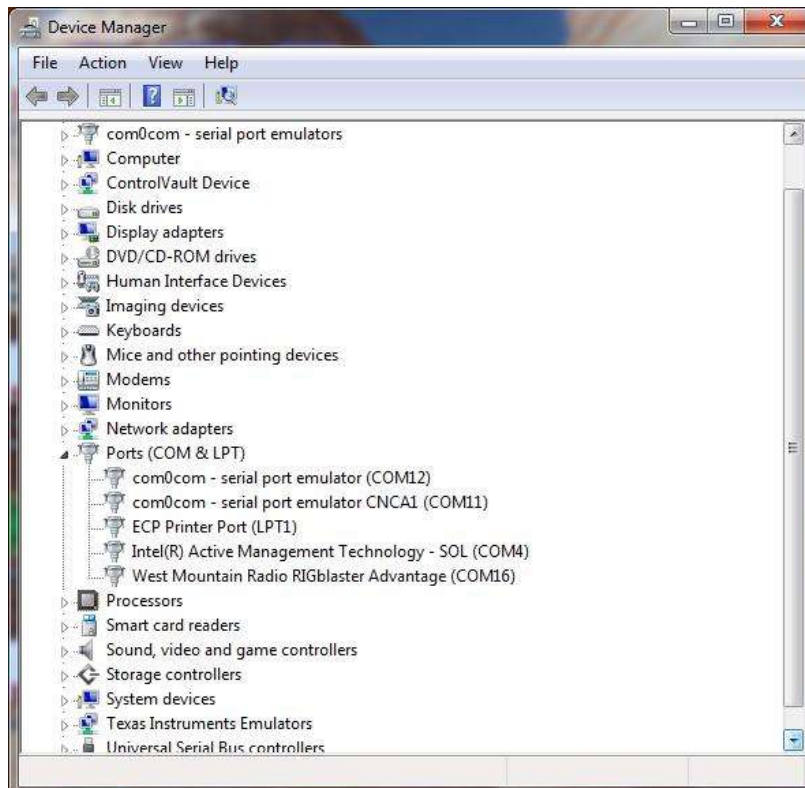 Device Manager
File Action View Help
com0com - serial port emulators
Computer
ControlVault Device
Disk drives
Display adapters
DVD/CD-ROM drives
Human Interface Devices
Imaging devices
Keyboards
Mice and other pointing devices
Modems
Monitors
Network adapters
Ports (COM & LPT)
com0com - serial port emulator (COM12)
com0com - serial port emulator CNCA1 (COM11)
ECP Printer Port (LPT1)
Intel(R) Active Management Technology - SOL (COM4)
West Mountain Radio RIGblaster Advantage (COM16)
Processors
Smart card readers
Sound, video and game controllers
Storage controllers
System devices
Texas Instruments Emulators
Universal Serial Bus controllers